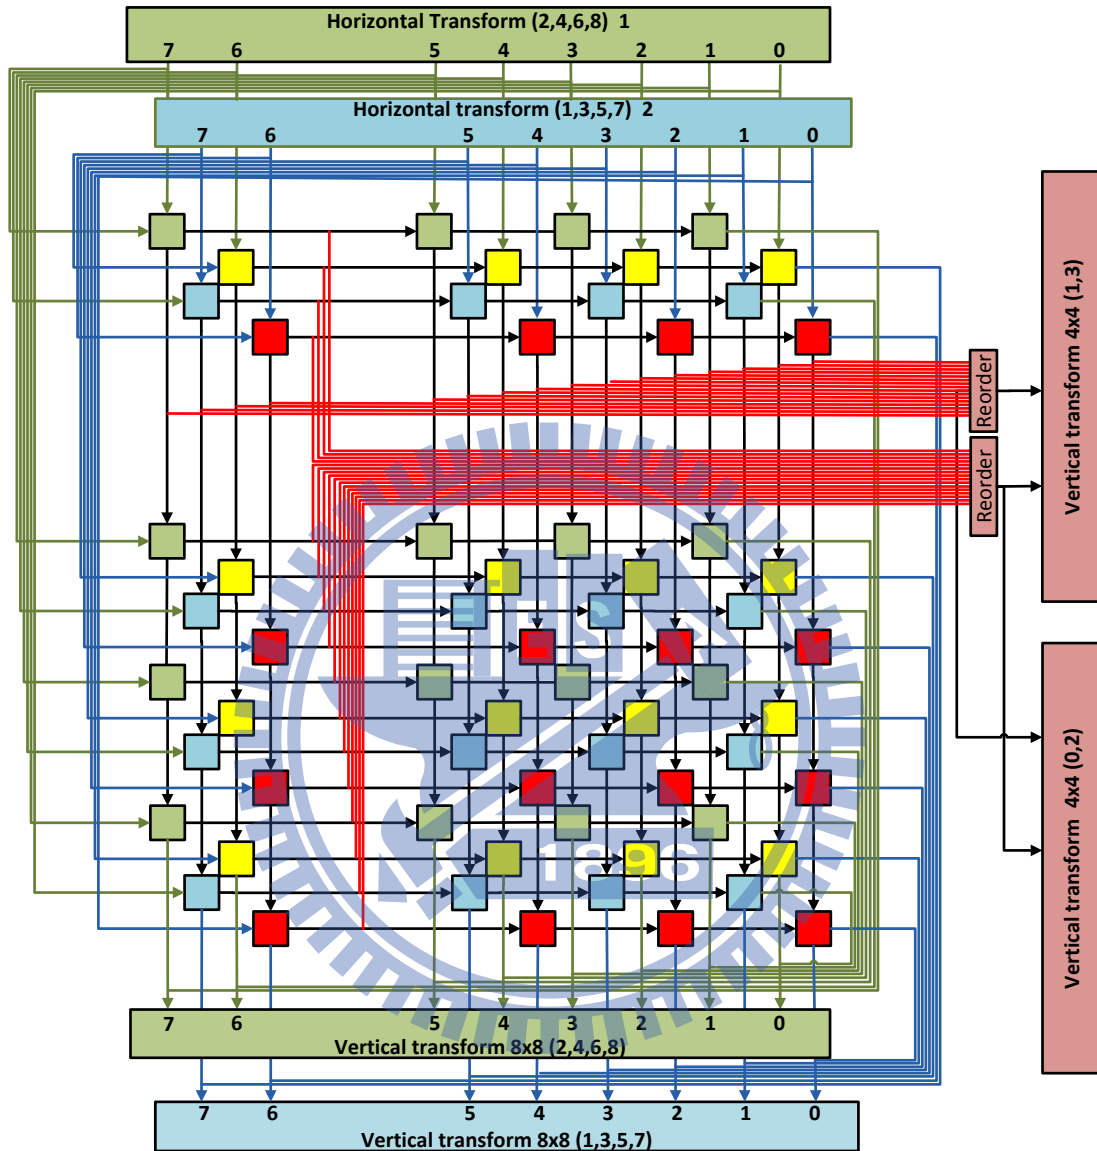 Horizontal Transform (2,4,6,8) 1
7 6 5 4 3 2 1 0
Horizontal transform (1,3,5,7) 2
7 6 5 4 3 2 1 0
Vertical transform 4x4 (1,3)
Reorder
Reorder
Vertical transform 4x4 (0,2)
ES
1896
7 6 5 4 3 2 1 0
Vertical transform 8x8 (2,4,6,8)
7 6 5 4 3 2 1 0
Vertical transform 8x8 (1,3,5,7)